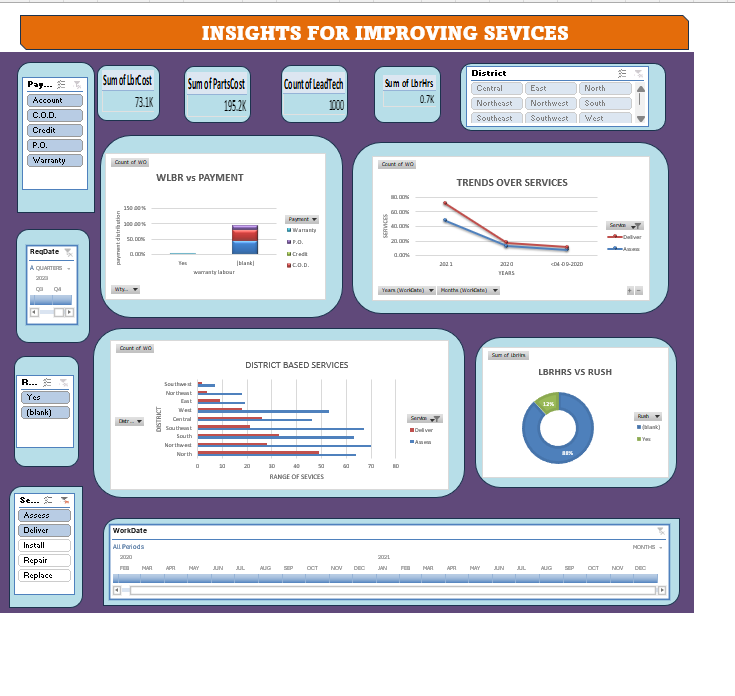 INSIGHTS FOR IMPROVING SEVICES
Pay...
Account
C.O.D.
Credit
P.O.
Warranty
Sum of LbrCost
73.1K
Sum of PartsCost
195.2K
Count of LeadTech
1000
Sum of LbrHrs
0.7K
District
Central East North
Northeast Northwest South
Southeast Southwest West
Count of WO
WLBR vs PAYMENT
150.00%
100.00%
50.00%
0.00%
payment distribution
Yes (blank)
warranty labour
Payment
Warranty
P.O.
Credit
C.O.D.
Why...
Count of WO
TRENDS OVER SERVICES
80.00%
60.00%
40.00%
20.00%
0.00%
SERVICES
2021 2020 <04-09-2020
YEARS
Service
Deliver
Assess
Years (WorkDate) Months (WorkDate)
+ -
ReqDate
A QUARTERS
2020
Q3 Q4
R...
Yes
(blank)
Count of WO
DISTRICT BASED SERVICES
Distr...
DISTRICT
Southwest
Northeast
East
West
Central
Southeast
South
Northwest
North
0 10 20 30 40 50 60 70 80
RANGE OF SEVICES
Service
Deliver
Assess
Sum of LbrHrs
LBRHRS VS RUSH
12%
88%
Rush
(blank)
Yes
Se...
Assess
Deliver
Install
Repair
Replace
WorkDate
All Periods
MONTHS
2020 2021
FEB MAR APR MAY JUN JUL AUG SEP OCT NOV DEC JAN FEB MAR APR MAY JUN JUL AUG SEP OCT NOV DEC